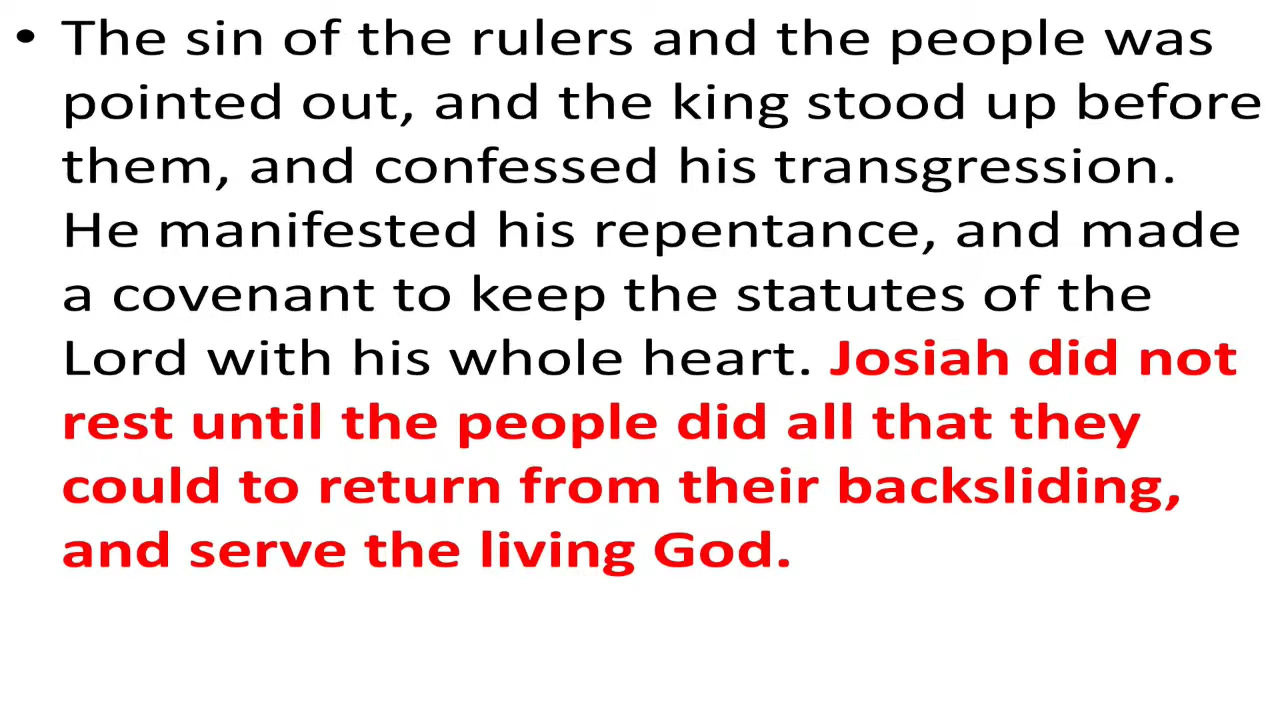 • The sin of the rulers and the people was
pointed out, and the king stood up before
them, and confessed his transgression.
He manifested his repentance, and made
a covenant to keep the statutes of the
Lord with his whole heart. Josiah did not
rest until the people did all that they
could to return from their backsliding,
and serve the living God.